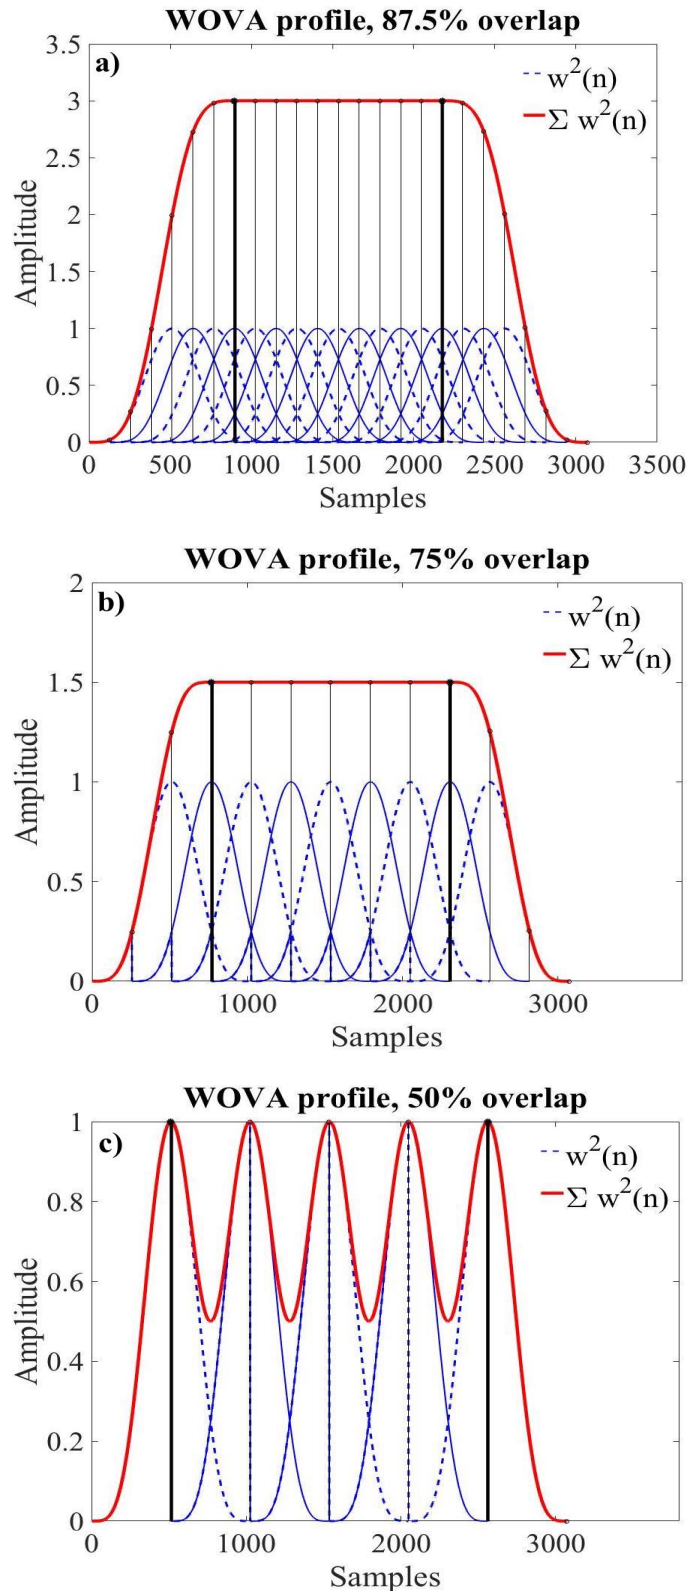 WOVA profile, 87.5% overlap
a)
w²(n)
Σ w²(n)
3.5
3
2.5
2
1.5
1
0.5
0
Amplitude
0 500 1000 1500 2000 2500 3000 3500
Samples
WOVA profile, 75% overlap
b)
w²(n)
Σ w²(n)
2
1.5
1
0.5
0
Amplitude
0 1000 2000 3000
Samples
WOVA profile, 50% overlap
c)
w²(n)
Σ w²(n)
1
0.8
0.6
0.4
0.2
0
Amplitude
0 1000 2000 3000
Samples